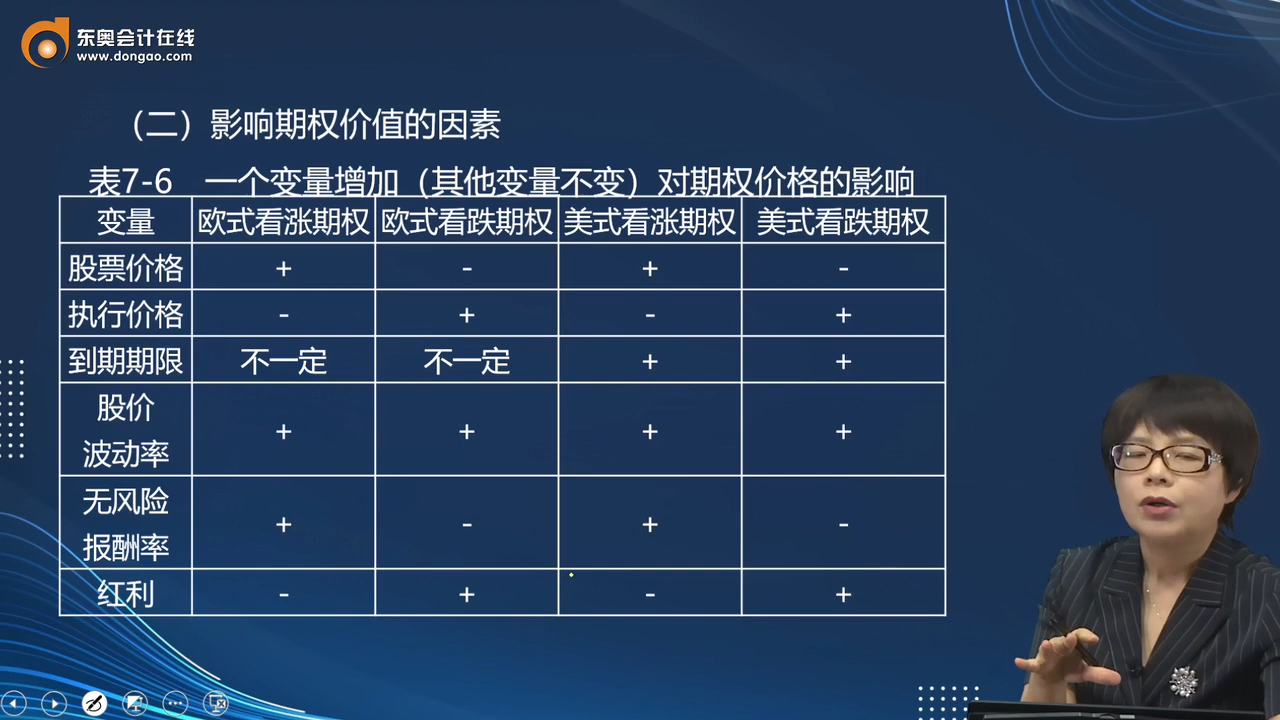 东奥会计在线
www.dongao.com
（二）影响期权价值的因素
表7-6 一个变量增加（其他变量不变）对期权价格的影响
变量 欧式看涨期权 欧式看跌期权 美式看涨期权 美式看跌期权
股票价格 + - + -
执行价格 - + - +
到期期限 不一定 不一定 + +
股价
波动率 + + + +
无风险
报酬率 + - + -
红利 - + - +